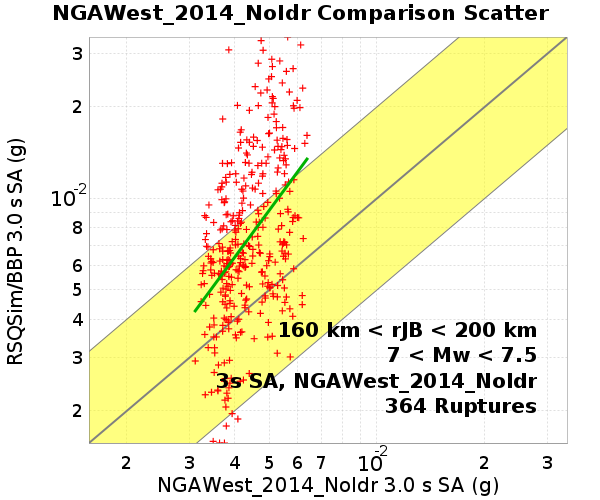 NGAWest_2014_NoIdr Comparison Scatter
RSQSim/BBP 3.0 s SA (g)
3
2
10-2
8
6
5
4
3
2
160 km < rJB < 200 km
7 < Mw < 7.5
3s SA, NGAWest_2014_NoIdr
364 Ruptures
2 3 4 5 6 7 10-2 2 3
NGAWest_2014_NoIdr 3.0 s SA (g)